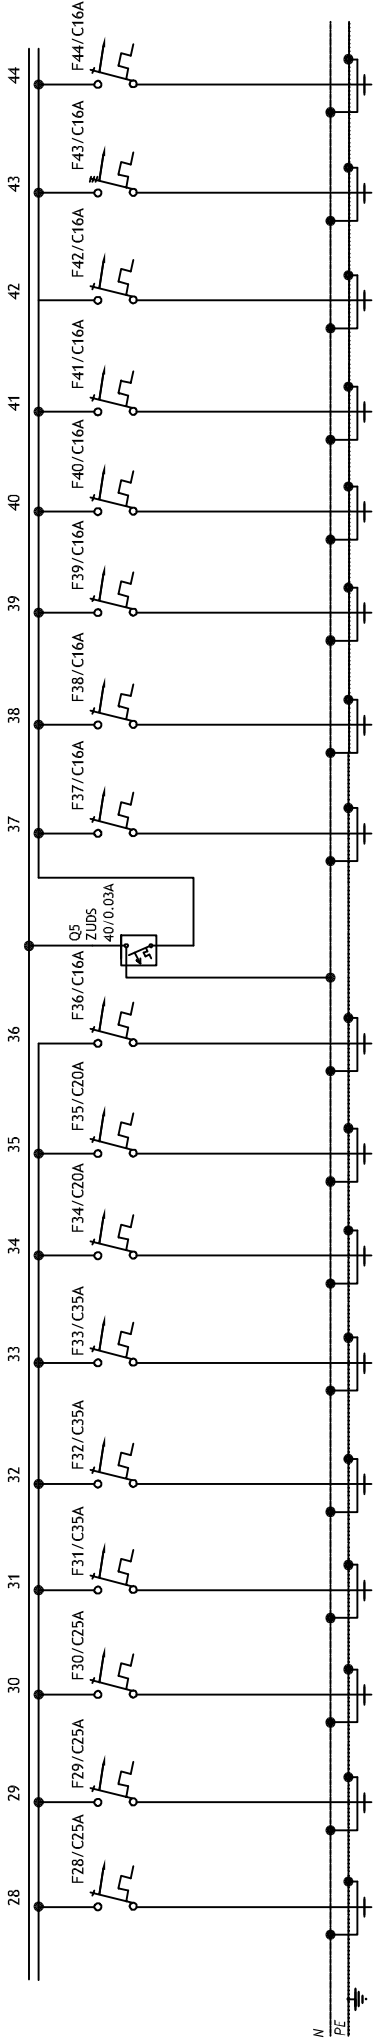 28
F28/C25A
29
F29/C25A
30
F30/C25A
31
F31/C35A
32
F32/C35A
33
F33/C35A
34
F34/C20A
35
F35/C20A
36
F36/C16A
Q5
ZUDS
40/0.03A
37
F37/C16A
38
F38/C16A
39
F39/C16A
40
F40/C16A
41
F41/C16A
42
F42/C16A
43
F43/C16A
44
F44/C16A
N
PE